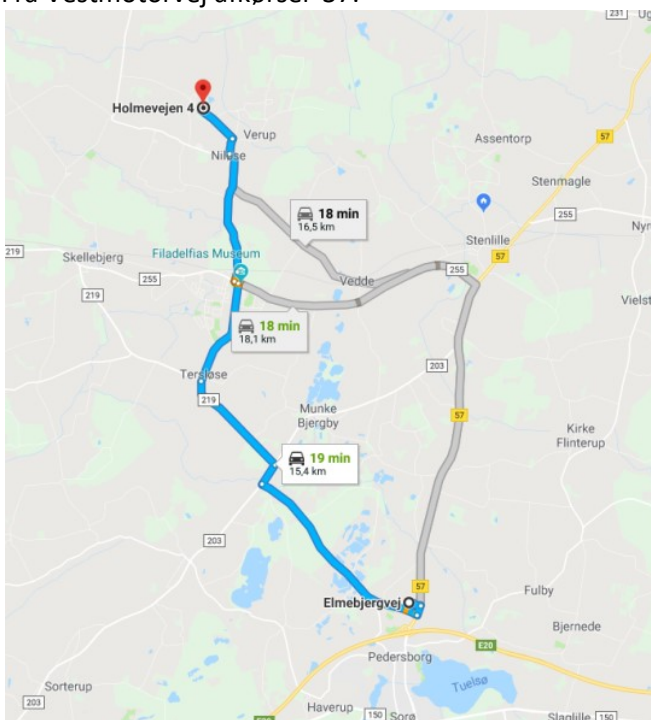 Fra Vestmotorvej afkørsel 37.
231
Holmevejen 4
Verup
Niløse
57
Assentorp
Stenmagle
18 min
16,5 km
255
Stenlille
219
Skellebjerg
Filadelfias Museum
57
255
255
Vedde
219
18 min
18,1 km
203
Tersløse
219
Munke
Bjergby
57
Kirke
Flinterup
19 min
15,4 km
203
57
Elmebjergvej
Fulby
Bjernede
E20
Pedersborg
Tuelsø
Sorterup
203
Haverup
150
Sorø
Slaglille
150